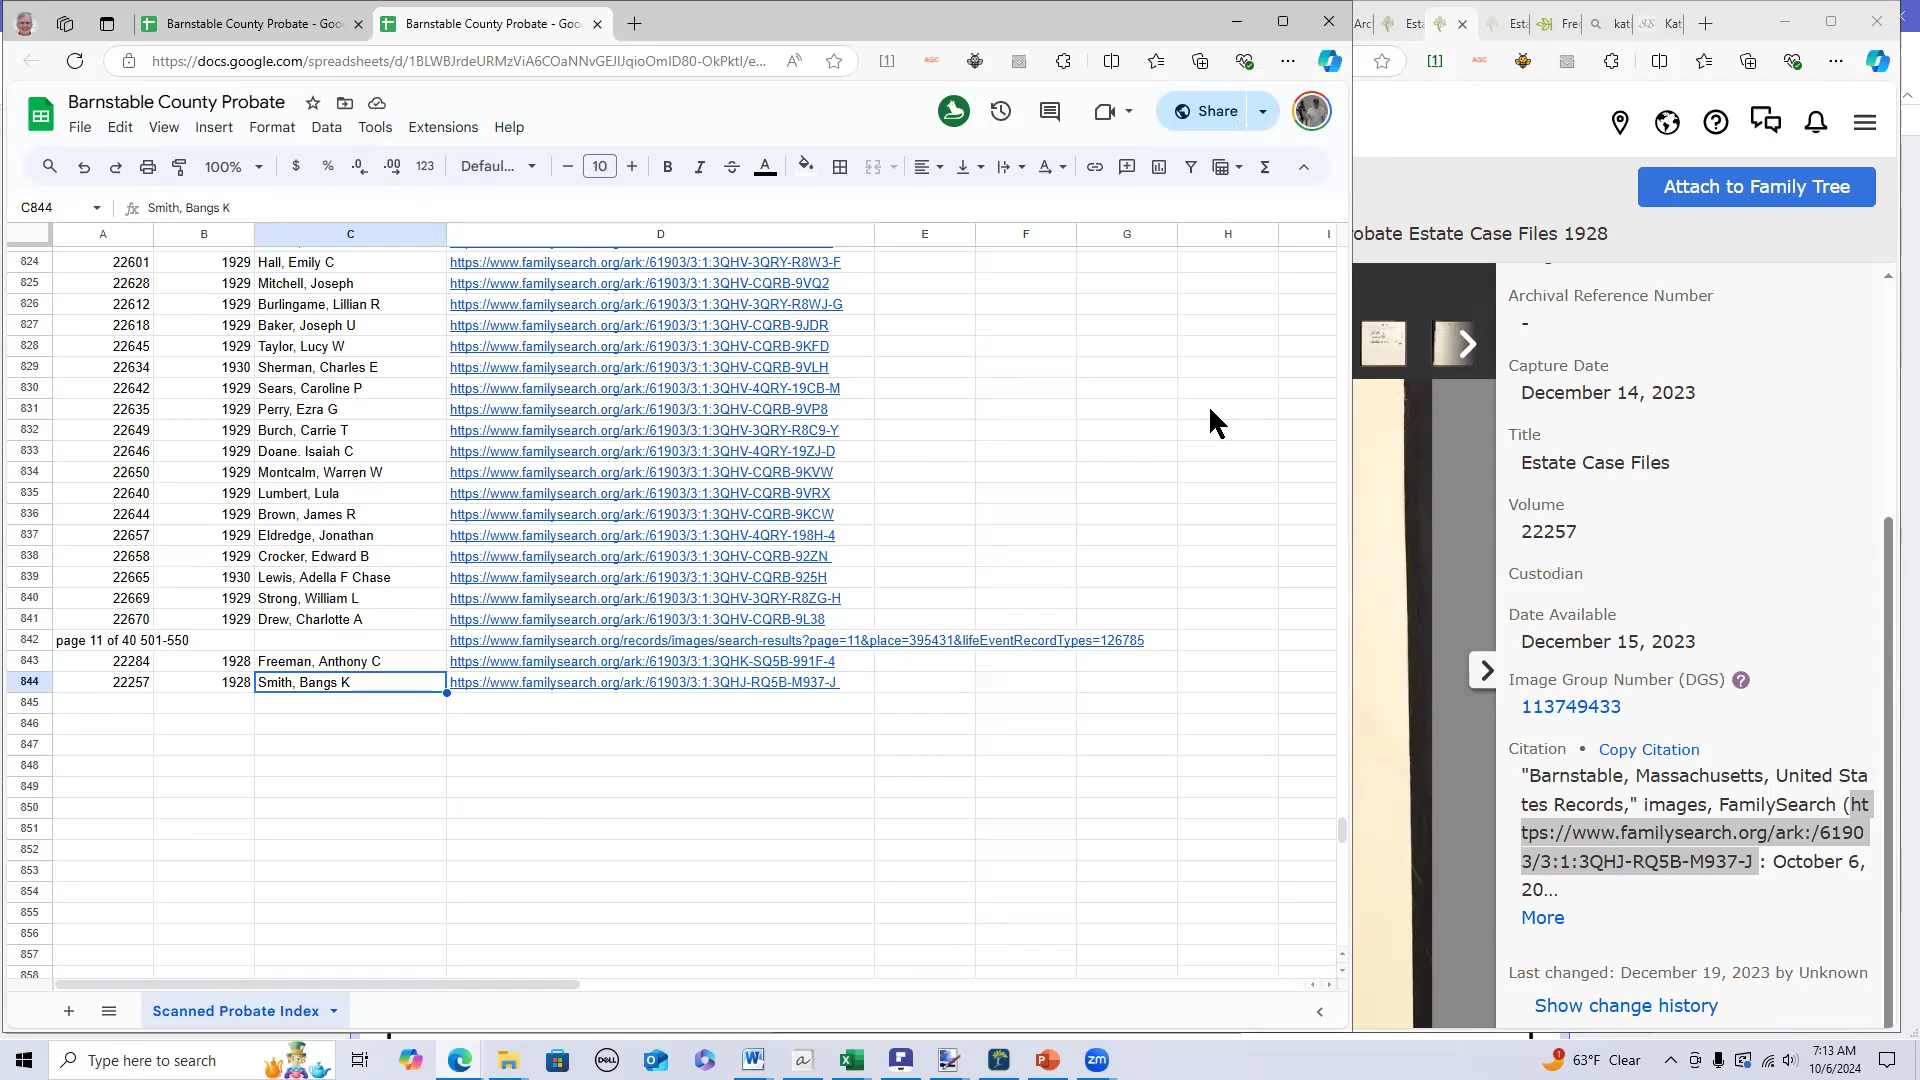 Barnstable County Probate - Goo
Barnstable County Probate - Goo
https://docs.google.com/spreadsheets/d/1BLWBJrdeURMzViA6COaNNvGEJIJqioOmID80-OkPktI/e...
Barnstable County Probate
File Edit View Insert Format Data Tools Extensions Help
Share
100% $ % .0 .00 123 Defaul... 10 B I A
C844 fx Smith, Bangs K
A B C D E F G H I
824 22601 1929 Hall, Emily C https://www.familysearch.org/ark:/61903/3:1:3QHV-3QRY-R8W3-F
825 22628 1929 Mitchell, Joseph https://www.familysearch.org/ark:/61903/3:1:3QHV-CQRB-9VQ2
826 22612 1929 Burlingame, Lillian R https://www.familysearch.org/ark:/61903/3:1:3QHV-3QRY-R8WJ-G
827 22618 1929 Baker, Joseph U https://www.familysearch.org/ark:/61903/3:1:3QHV-CQRB-9JDR
828 22645 1929 Taylor, Lucy W https://www.familysearch.org/ark:/61903/3:1:3QHV-CQRB-9KFD
829 22634 1930 Sherman, Charles E https://www.familysearch.org/ark:/61903/3:1:3QHV-CQRB-9VLH
830 22642 1929 Sears, Caroline P https://www.familysearch.org/ark:/61903/3:1:3QHV-4QRY-19CB-M
831 22635 1929 Perry, Ezra G https://www.familysearch.org/ark:/61903/3:1:3QHV-CQRB-9VP8
832 22649 1929 Burch, Carrie T https://www.familysearch.org/ark:/61903/3:1:3QHV-3QRY-R8C9-Y
833 22646 1929 Doane. Isaiah C https://www.familysearch.org/ark:/61903/3:1:3QHV-4QRY-19ZJ-D
834 22650 1929 Montcalm, Warren W https://www.familysearch.org/ark:/61903/3:1:3QHV-CQRB-9KVW
835 22640 1929 Lumbert, Lula https://www.familysearch.org/ark:/61903/3:1:3QHV-CQRB-9VRX
836 22644 1929 Brown, James R https://www.familysearch.org/ark:/61903/3:1:3QHV-CQRB-9KCW
837 22657 1929 Eldredge, Jonathan https://www.familysearch.org/ark:/61903/3:1:3QHV-4QRY-198H-4
838 22658 1929 Crocker, Edward B https://www.familysearch.org/ark:/61903/3:1:3QHV-CQRB-92ZN
839 22665 1930 Lewis, Adella F Chase https://www.familysearch.org/ark:/61903/3:1:3QHV-CQRB-925H
840 22669 1929 Strong, William L https://www.familysearch.org/ark:/61903/3:1:3QHV-3QRY-R8ZG-H
841 22670 1929 Drew, Charlotte A https://www.familysearch.org/ark:/61903/3:1:3QHV-CQRB-9L38
842 page 11 of 40 501-550 https://www.familysearch.org/records/images/search-results?page=11&place=395431&lifeEventRecordTypes=126785
843 22284 1928 Freeman, Anthony C https://www.familysearch.org/ark:/61903/3:1:3QHK-SQ5B-991F-4
844 22257 1928 Smith, Bangs K https://www.familysearch.org/ark:/61903/3:1:3QHJ-RQ5B-M937-J
845
846
847
848
849
850
851
852
853
854
855
856
857
858
Scanned Probate Index
Arc Esta Esta Fre kat Kat
Attach to Family Tree
obate Estate Case Files 1928
Archival Reference Number
-
Capture Date
December 14, 2023
Title
Estate Case Files
Volume
22257
Custodian
Date Available
December 15, 2023
Image Group Number (DGS)
113749433
Citation • Copy Citation
"Barnstable, Massachusetts, United Sta
tes Records," images, FamilySearch (ht
tps://www.familysearch.org/ark:/6190
3/3:1:3QHJ-RQ5B-M937-J : October 6,
20...
More
Last changed: December 19, 2023 by Unknown
Show change history
Type here to search
DELL
zm
1
63°F Clear
7:13 AM
10/6/2024